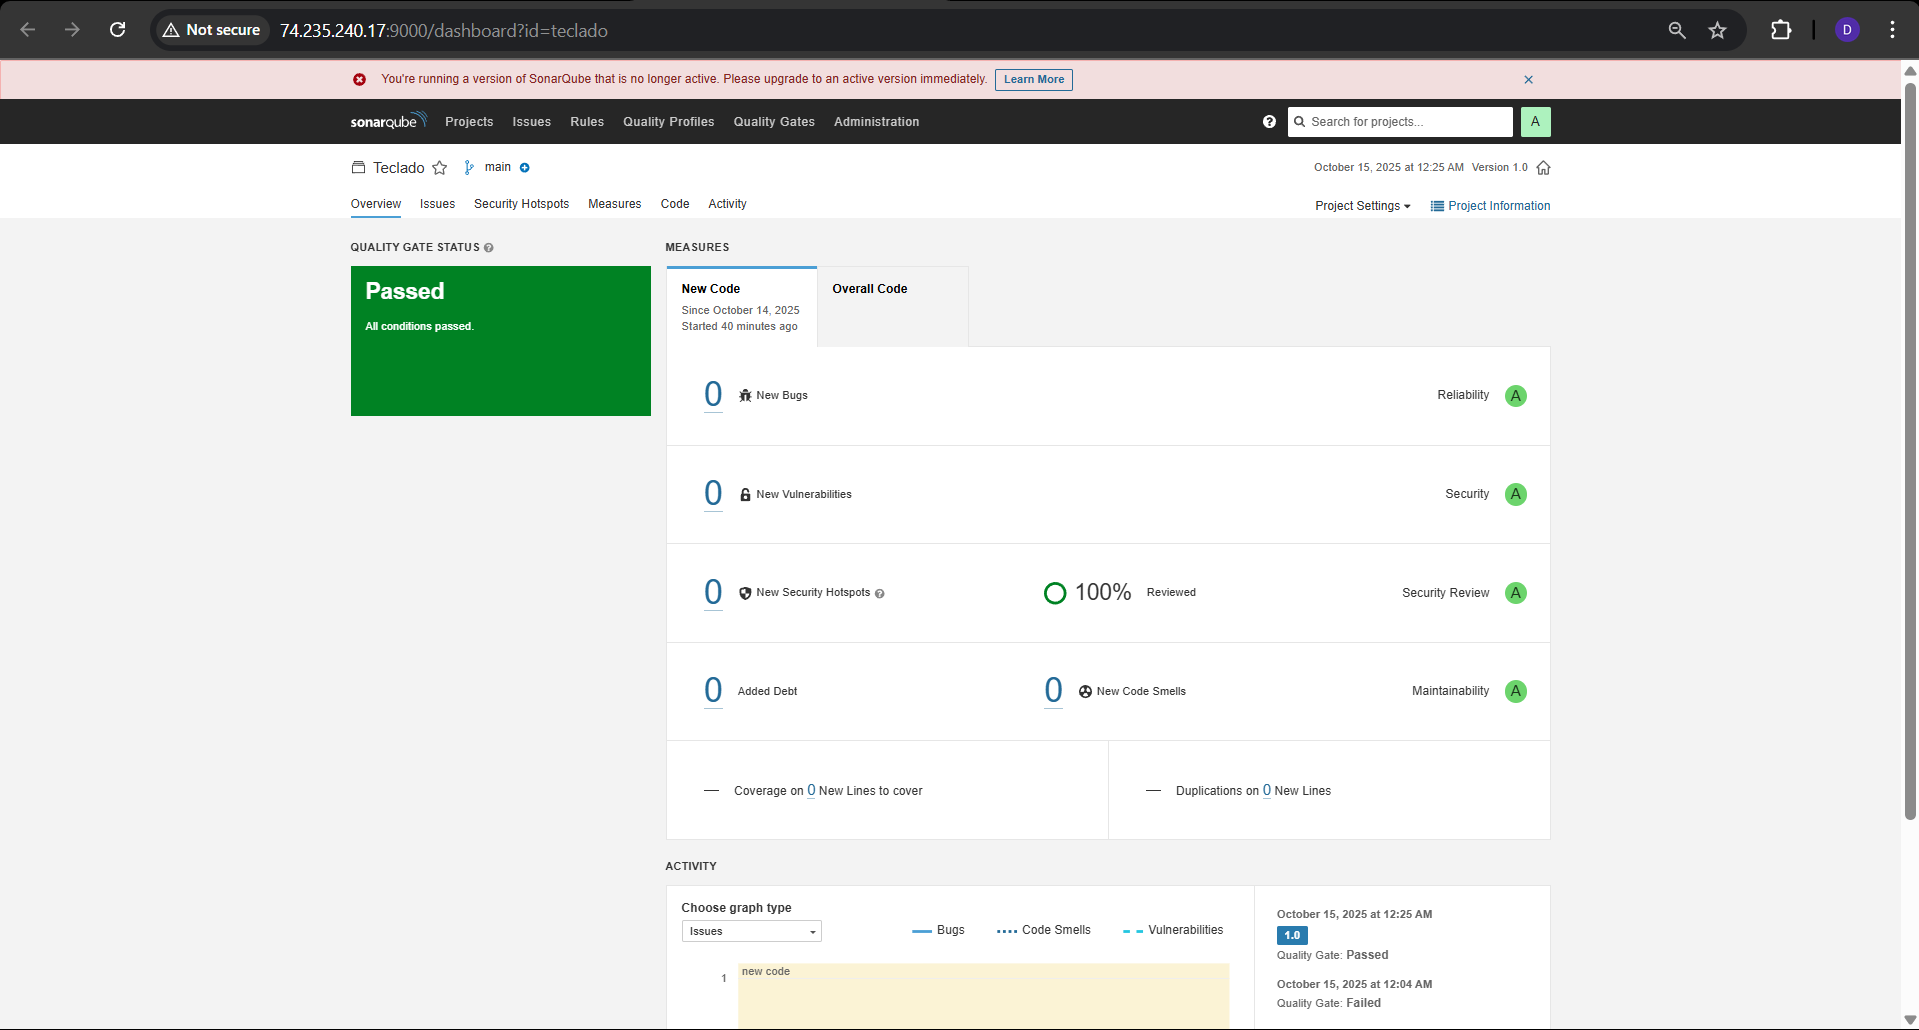 Not secure 74.235.240.17:9000/dashboard?id=teclado D
You're running a version of SonarQube that is no longer active. Please upgrade to an active version immediately. Learn More
sonarqube Projects Issues Rules Quality Profiles Quality Gates Administration Search for projects... A
Teclado main October 15, 2025 at 12:25 AM Version 1.0
Overview Issues Security Hotspots Measures Code Activity Project Settings Project Information
QUALITY GATE STATUS MEASURES
Passed
All conditions passed.
New Code Overall Code
Since October 14, 2025
Started 40 minutes ago
0 New Bugs Reliability A
0 New Vulnerabilities Security A
0 New Security Hotspots 100% Reviewed Security Review A
0 Added Debt 0 New Code Smells Maintainability A
— Coverage on 0 New Lines to cover — Duplications on 0 New Lines
ACTIVITY
Choose graph type
Issues Bugs Code Smells Vulnerabilities
1 new code
October 15, 2025 at 12:25 AM
1.0
Quality Gate: Passed
October 15, 2025 at 12:04 AM
Quality Gate: Failed